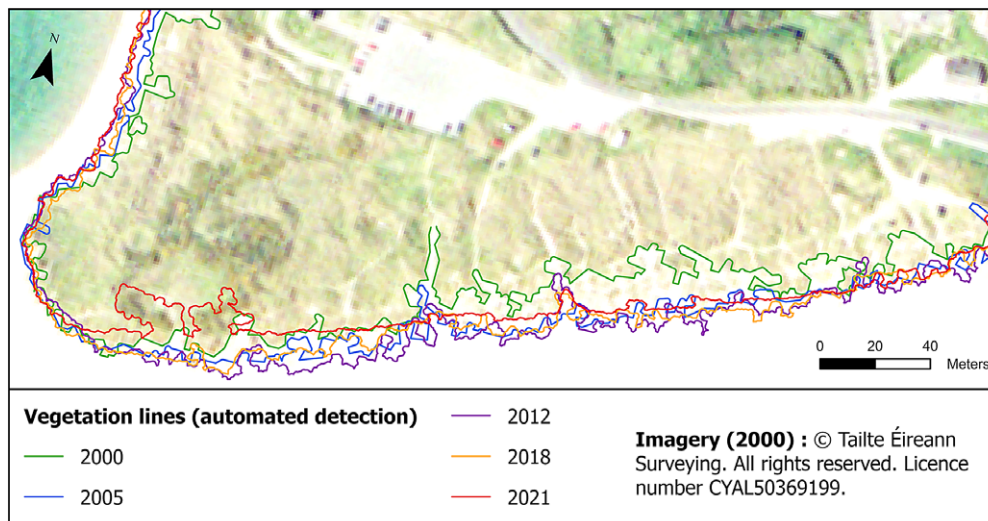 N
0 20 40
Meters
Vegetation lines (automated detection)
2000
2005
2012
2018
2021
Imagery (2000) : © Tailte Éireann
Surveying. All rights reserved. Licence
number CYAL50369199.